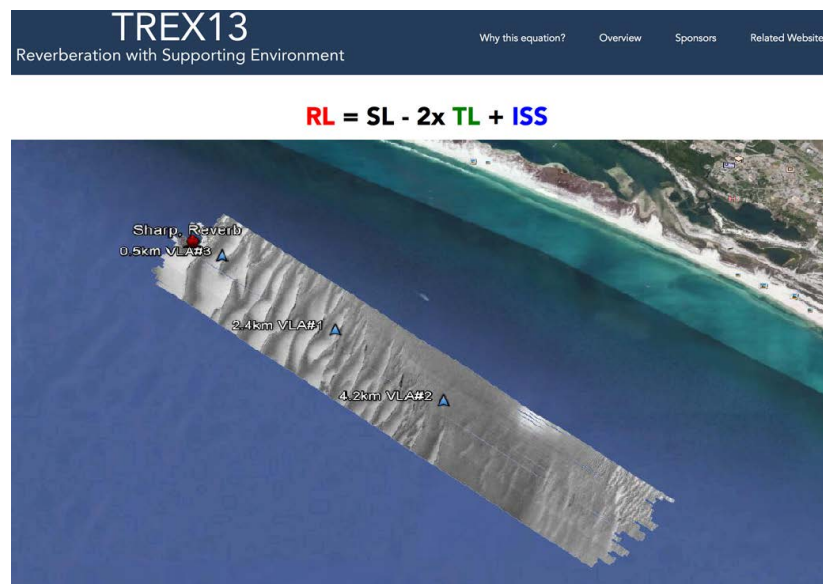 TREX13
Reverberation with Supporting Environment
Why this equation? Overview Sponsors Related Website
RL = SL - 2x TL + ISS
Sharp, Reverb
0.5km VLA#3
2.4km VLA#1
4.2km VLA#2